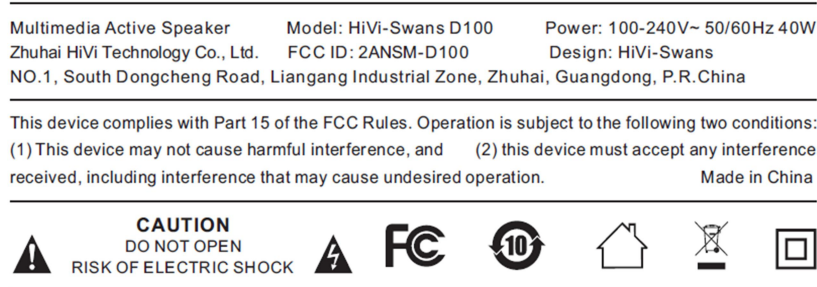 Multimedia Active Speaker Model: HiVi-Swans D100 Power: 100-240V~ 50/60Hz 40W
Zhuhai HiVi Technology Co., Ltd. FCC ID: 2ANSM-D100 Design: HiVi-Swans
NO.1, South Dongcheng Road, Liangang Industrial Zone, Zhuhai, Guangdong, P.R.China
This device complies with Part 15 of the FCC Rules. Operation is subject to the following two conditions:
(1) This device may not cause harmful interference, and (2) this device must accept any interference
received, including interference that may cause undesired operation. Made in China
CAUTION
DO NOT OPEN
RISK OF ELECTRIC SHOCK
FC
10